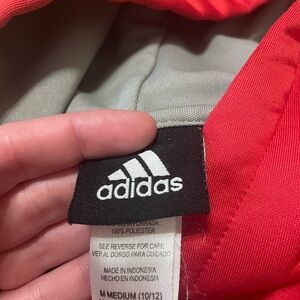 adidas
100% POLIESTER
SEE REVERSE FOR CARE
VER AL DORSO PARA CUIDADO
MADE IN INDONESIA
HECHO EN INDONESIA
M MEDIUM (10/12)